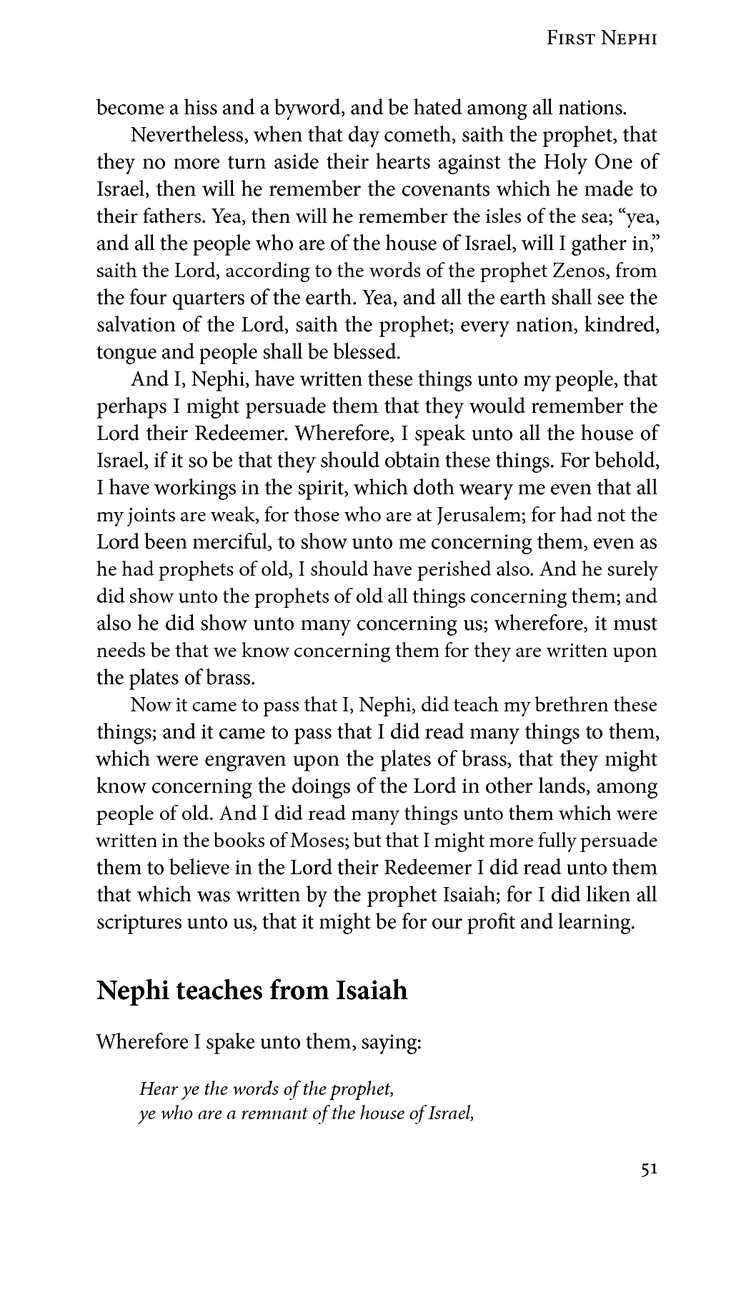 First Nephi
become a hiss and a byword, and be hated among all nations.
Nevertheless, when that day cometh, saith the prophet, that
they no more turn aside their hearts against the Holy One of
Israel, then will he remember the covenants which he made to
their fathers. Yea, then will he remember the isles of the sea; “yea,
and all the people who are of the house of Israel, will I gather in,”
saith the Lord, according to the words of the prophet Zenos, from
the four quarters of the earth. Yea, and all the earth shall see the
salvation of the Lord, saith the prophet; every nation, kindred,
tongue and people shall be blessed.
And I, Nephi, have written these things unto my people, that
perhaps I might persuade them that they would remember the
Lord their Redeemer. Wherefore, I speak unto all the house of
Israel, if it so be that they should obtain these things. For behold,
I have workings in the spirit, which doth weary me even that all
my joints are weak, for those who are at Jerusalem; for had not the
Lord been merciful, to show unto me concerning them, even as
he had prophets of old, I should have perished also. And he surely
did show unto the prophets of old all things concerning them; and
also he did show unto many concerning us; wherefore, it must
needs be that we know concerning them for they are written upon
the plates of brass.
Now it came to pass that I, Nephi, did teach my brethren these
things; and it came to pass that I did read many things to them,
which were engraven upon the plates of brass, that they might
know concerning the doings of the Lord in other lands, among
people of old. And I did read many things unto them which were
written in the books of Moses; but that I might more fully persuade
them to believe in the Lord their Redeemer I did read unto them
that which was written by the prophet Isaiah; for I did liken all
scriptures unto us, that it might be for our profit and learning.
Nephi teaches from Isaiah
Wherefore I spake unto them, saying:
Hear ye the words of the prophet,
ye who are a remnant of the house of Israel,
51